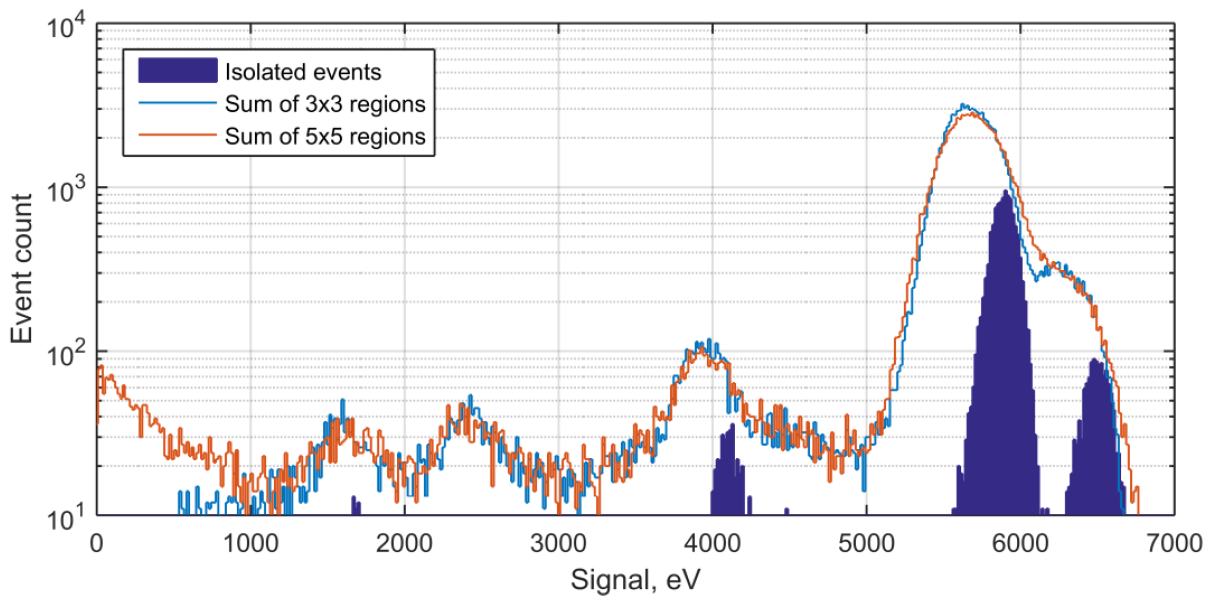 10^4
10^3
10^2
10^1
Event count
Isolated events
Sum of 3x3 regions
Sum of 5x5 regions
0 1000 2000 3000 4000 5000 6000 7000
Signal, eV